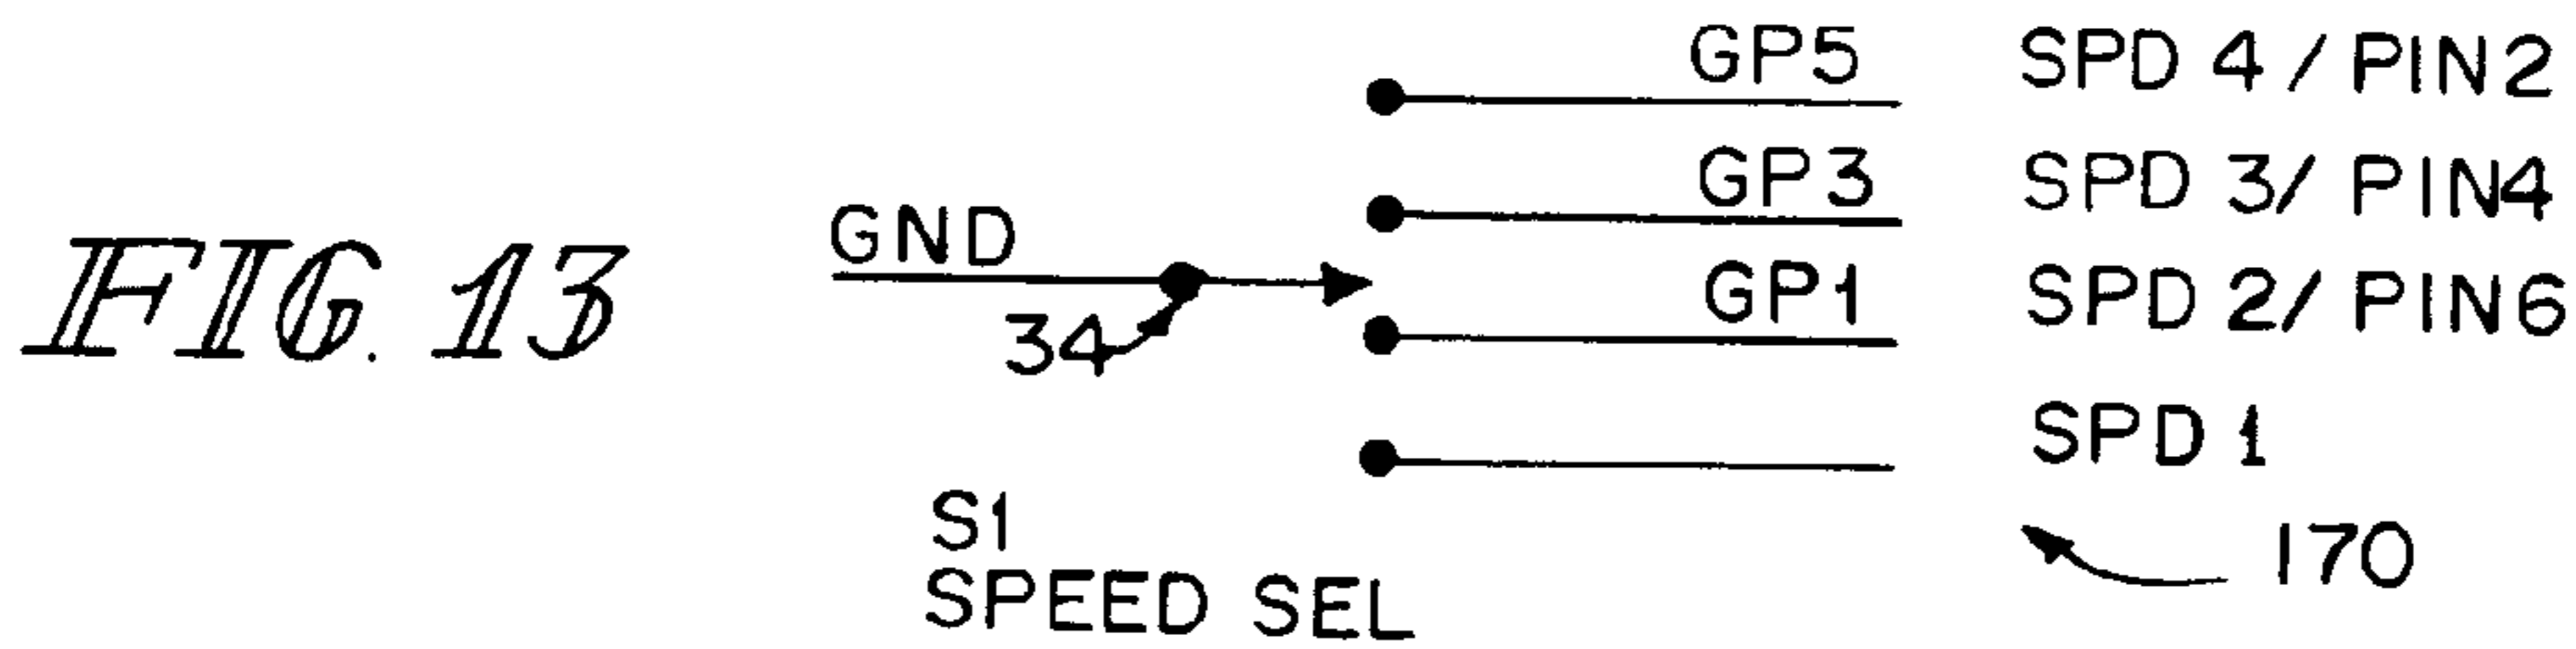 FIG. 13
GND
34
S1
SPEED SEL
GP5 SPD 4 / PIN2
GP3 SPD 3/ PIN4
GP1 SPD 2/ PIN6
SPD 1
170